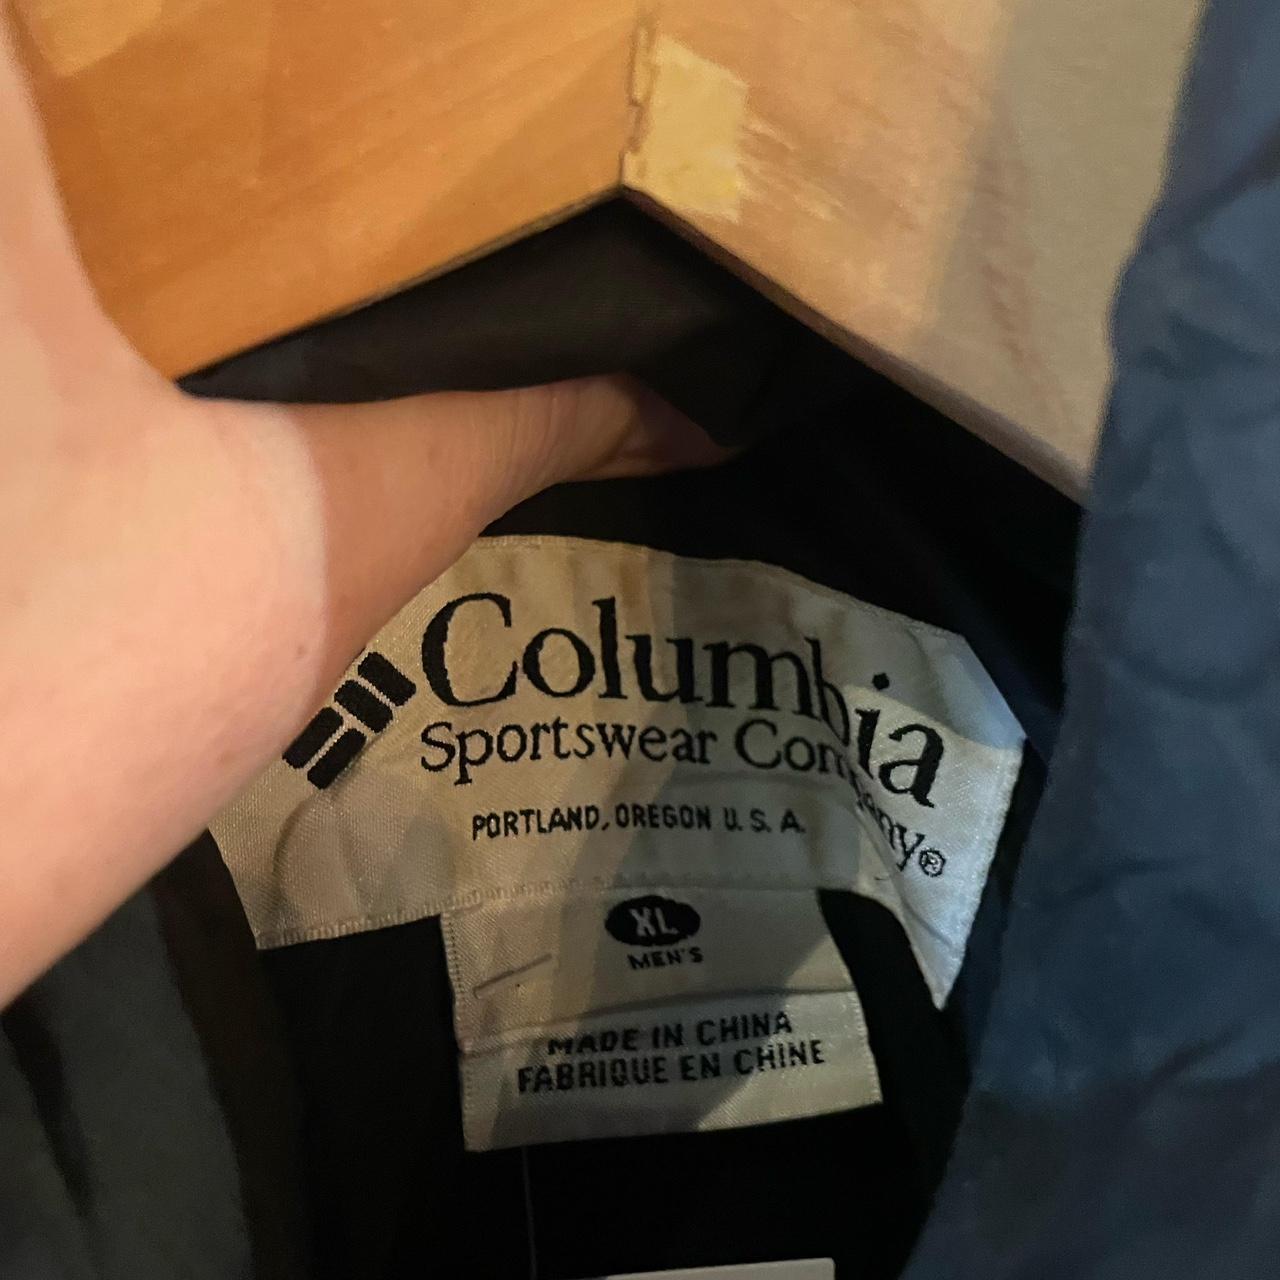 Columbia
Sportswear Company®
PORTLAND, OREGON U.S.A.
XL
MEN'S
MADE IN CHINA
FABRIQUE EN CHINE